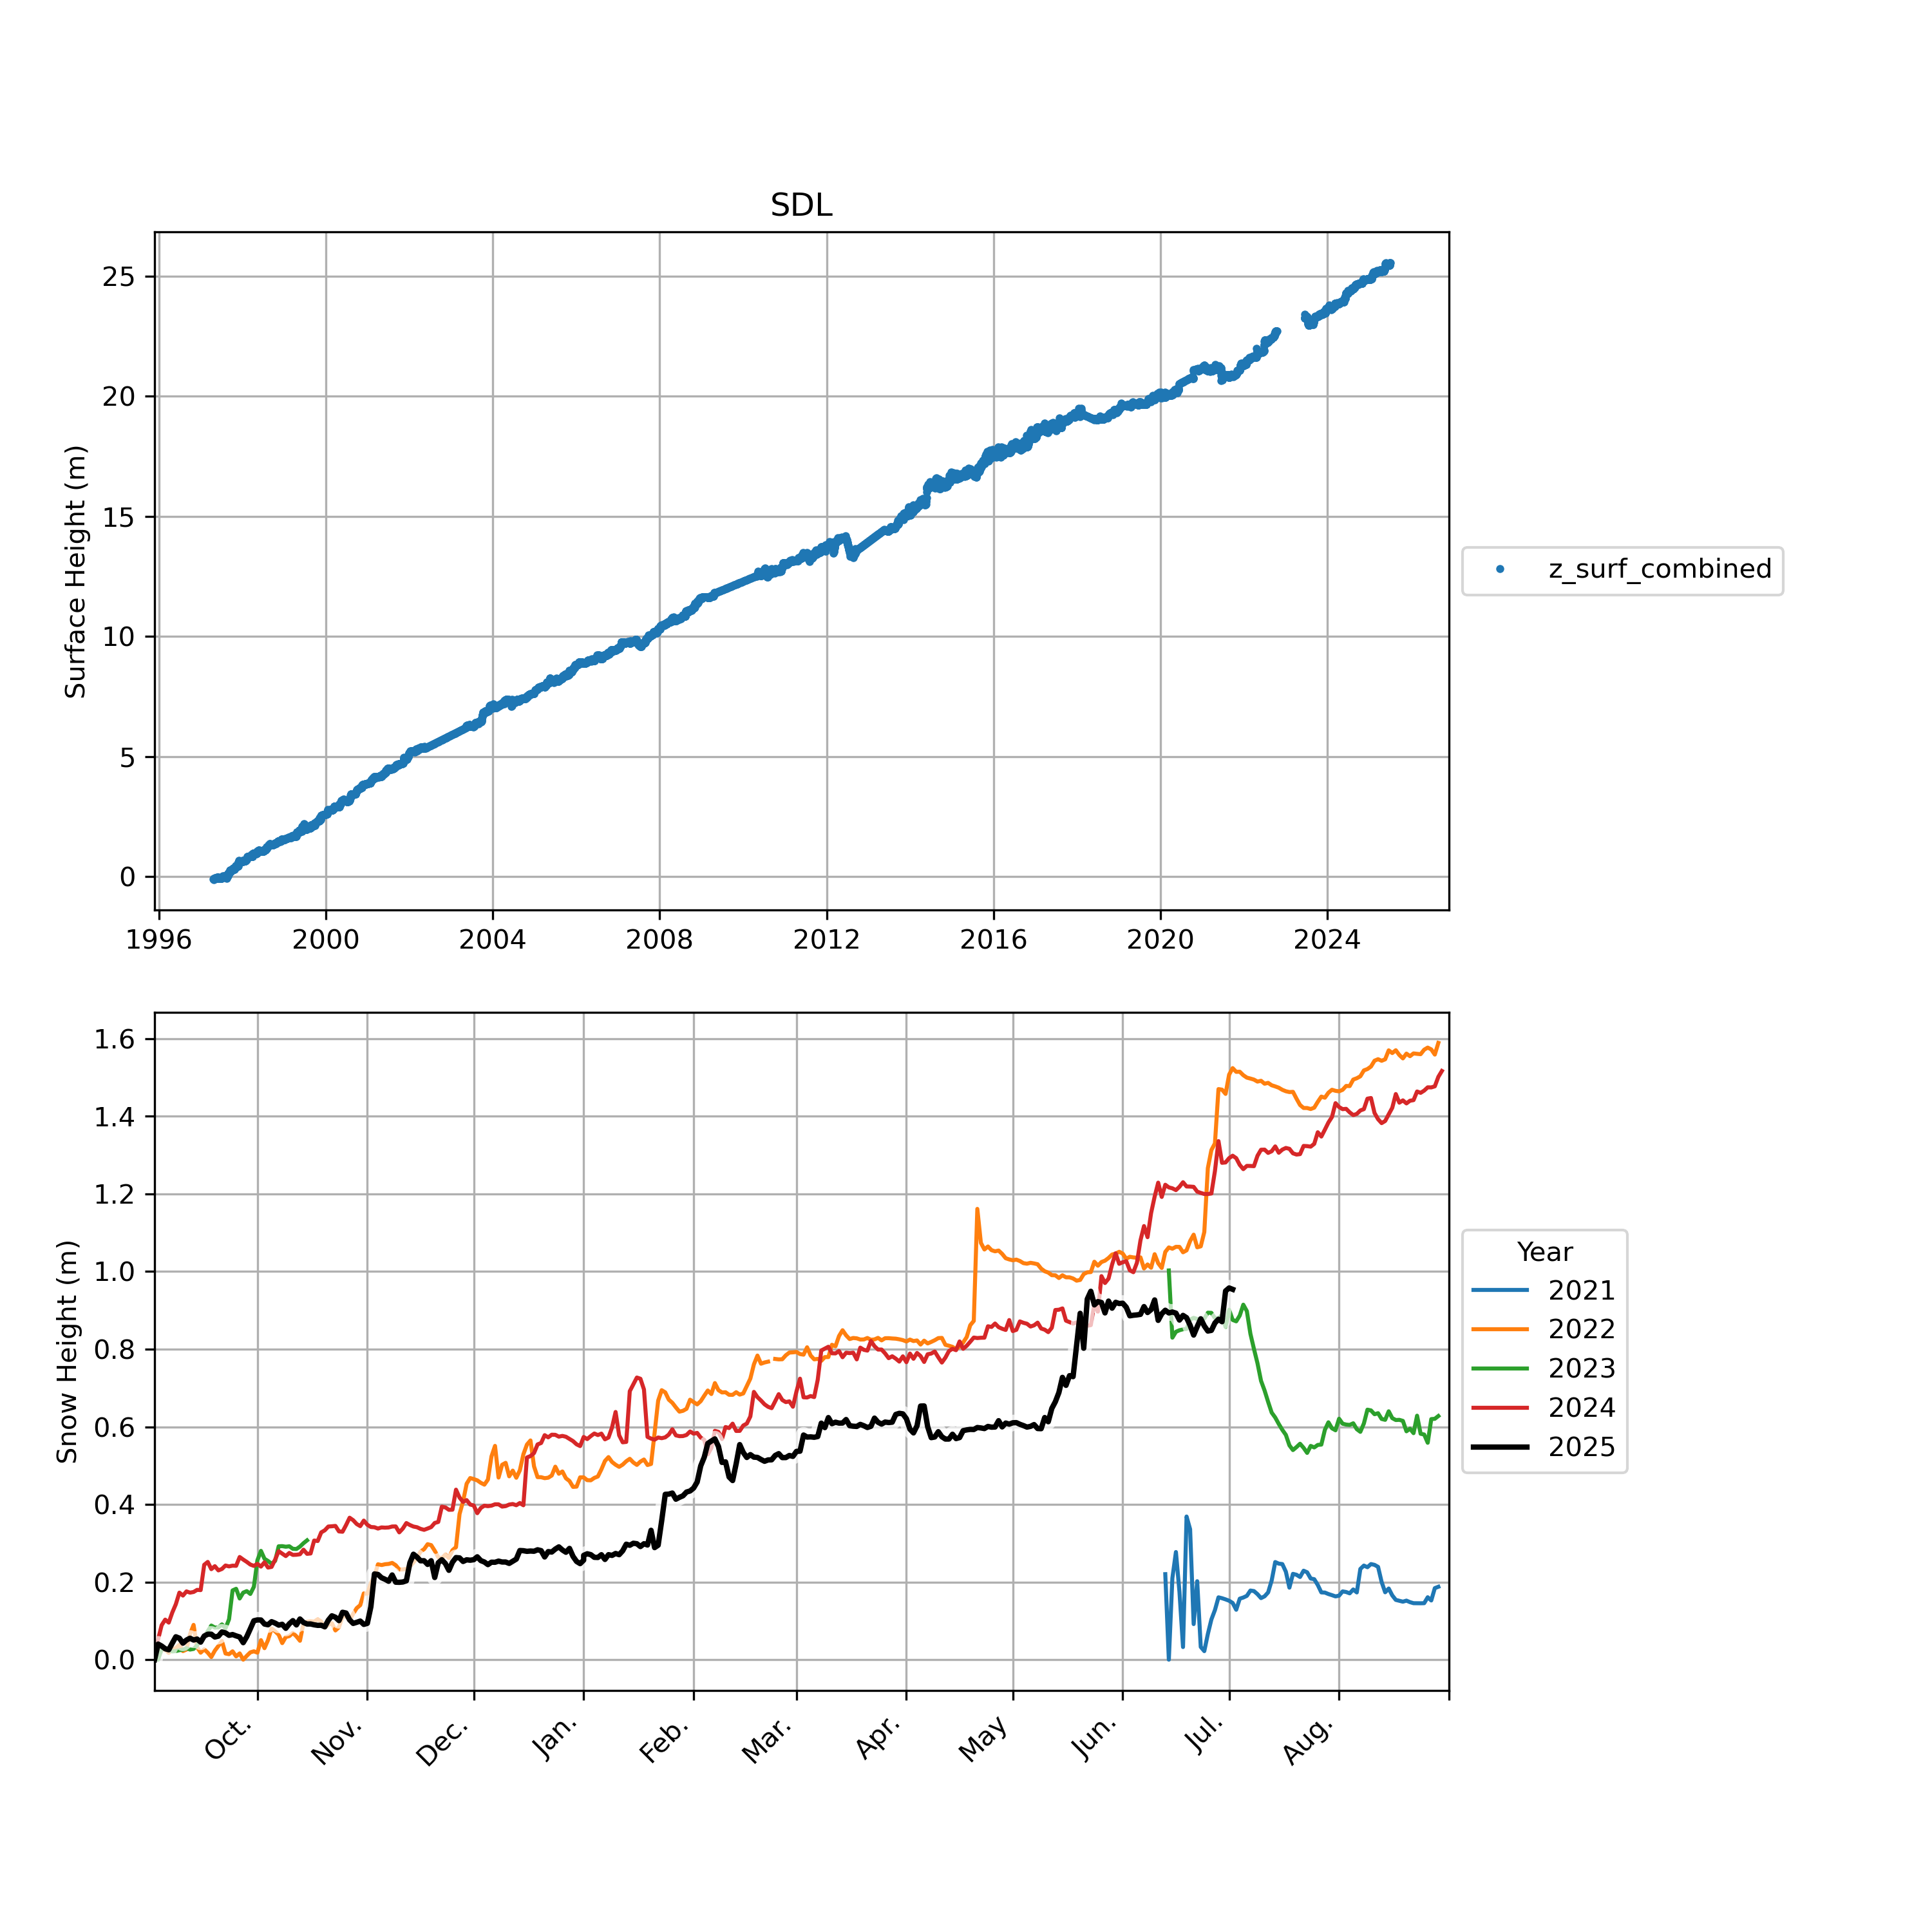 SDL
Surface Height (m)
25
20
15
10
5
0
1996 2000 2004 2008 2012 2016 2020 2024
z_surf_combined
Snow Height (m)
1.6
1.4
1.2
1.0
0.8
0.6
0.4
0.2
0.0
Oct. Nov. Dec. Jan. Feb. Mar. Apr. May Jun. Jul. Aug.
Year
2021
2022
2023
2024
2025